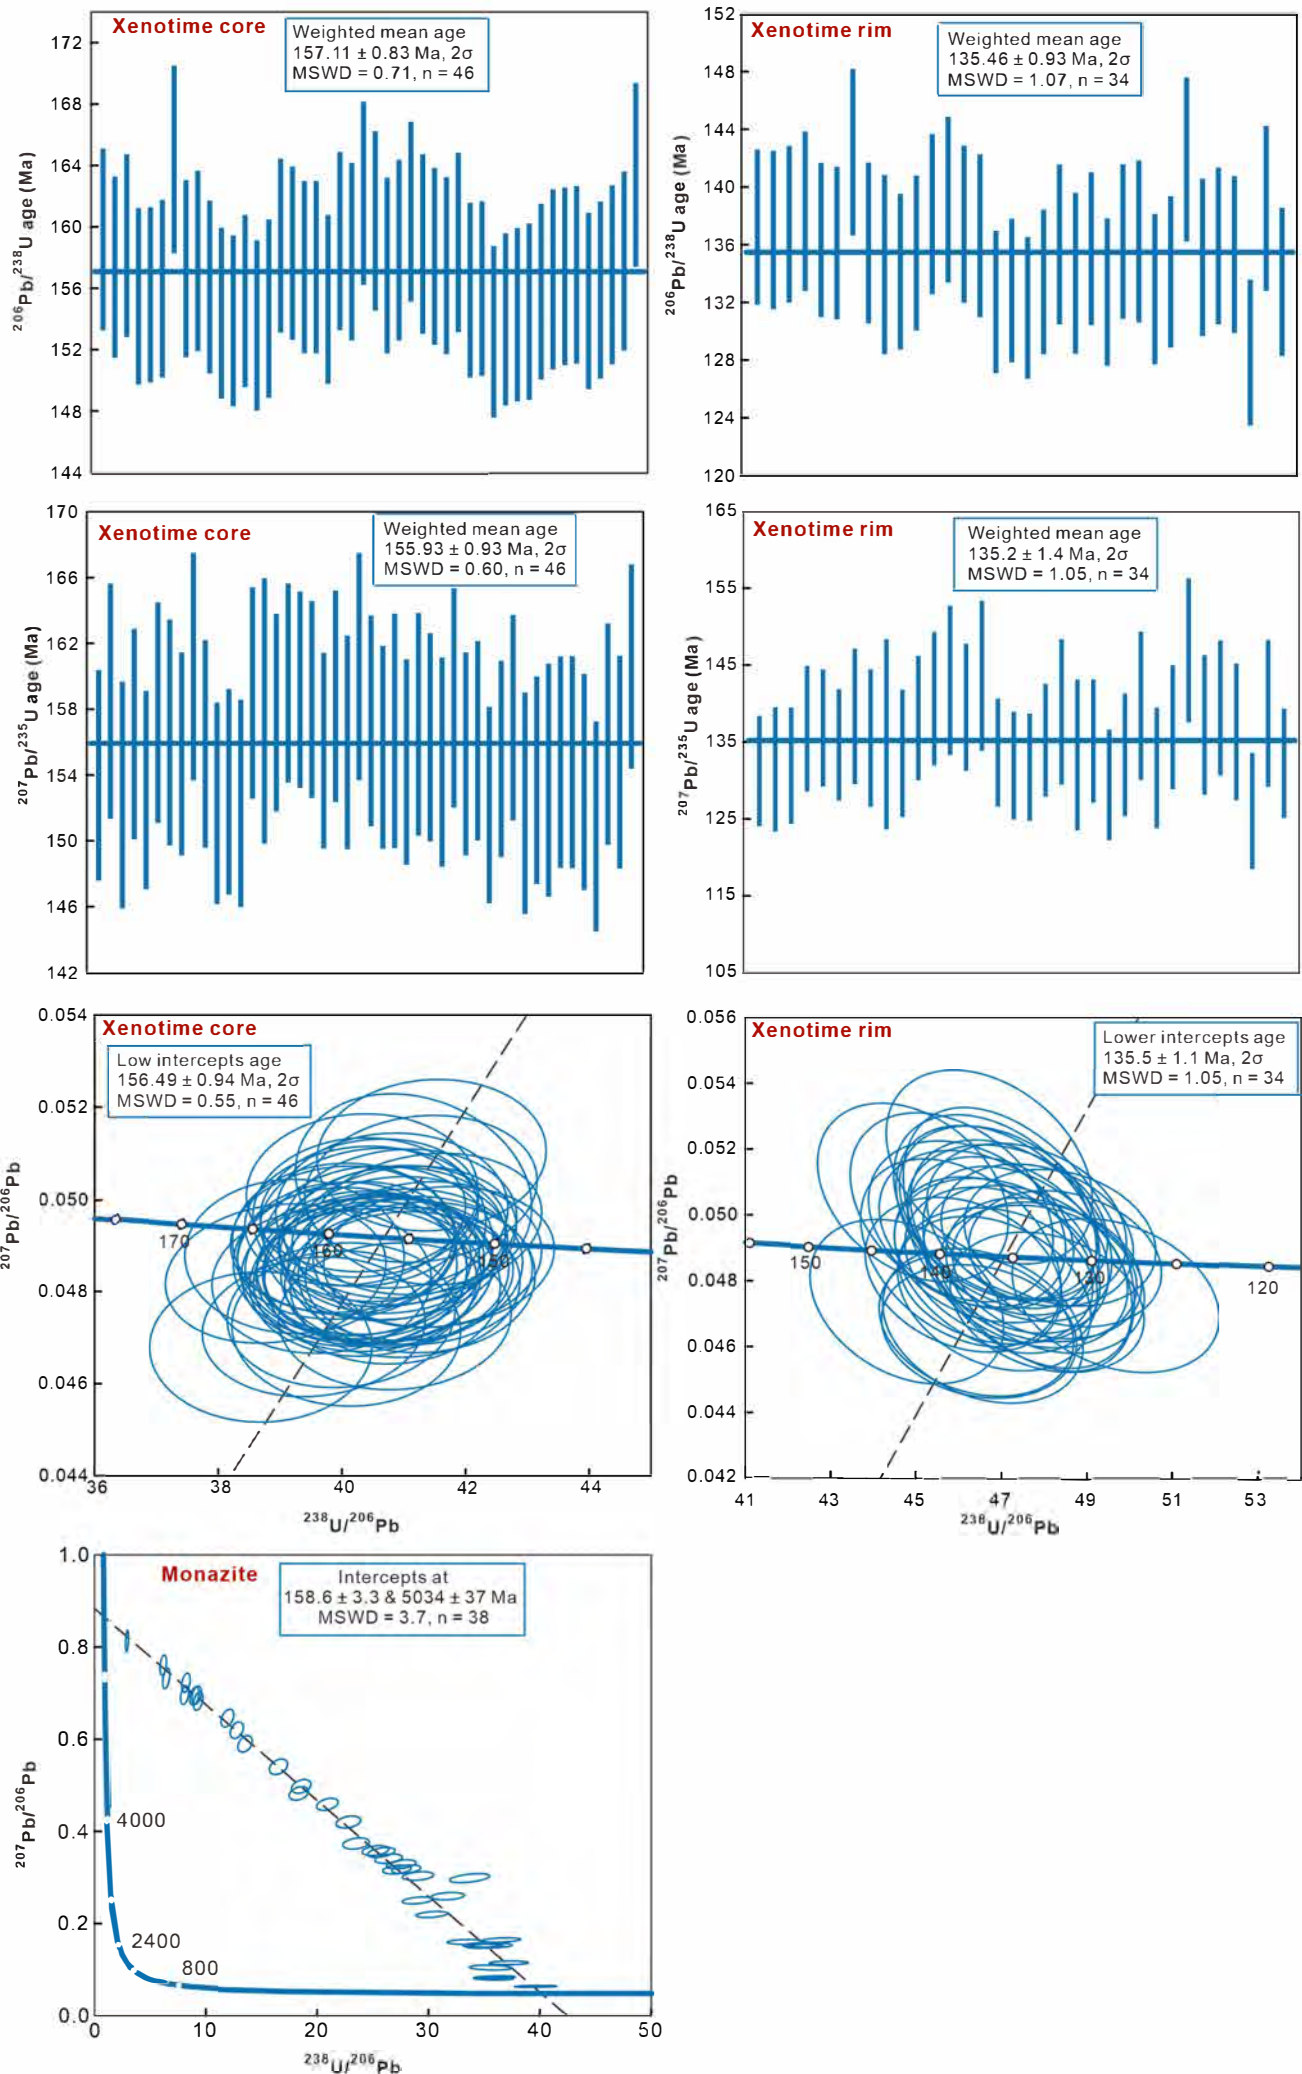 Xenotime core
Weighted mean age
157.11 ± 0.83 Ma, 2σ
MSWD = 0.71, n = 46
172
168
164
160
156
152
148
144
²⁰⁶Pb/²³⁸U age (Ma)
Xenotime rim
Weighted mean age
135.46 ± 0.93 Ma, 2σ
MSWD = 1.07, n = 34
152
148
144
140
136
132
128
124
120
²⁰⁶Pb/²³⁸U age (Ma)
Xenotime core
Weighted mean age
155.93 ± 0.93 Ma, 2σ
MSWD = 0.60, n = 46
170
166
162
158
154
150
146
142
²⁰⁷Pb/²³⁵U age (Ma)
Xenotime rim
Weighted mean age
135.2 ± 1.4 Ma, 2σ
MSWD = 1.05, n = 34
165
155
145
135
125
115
105
²⁰⁷Pb/²³⁵U age (Ma)
Xenotime core
Low intercepts age
156.49 ± 0.94 Ma, 2σ
MSWD = 0.55, n = 46
0.054
0.052
0.050
0.048
0.046
0.044
²⁰⁷Pb/²⁰⁶Pb
170
160
150
36
38
40
42
44
²³⁸U/²⁰⁶Pb
Xenotime rim
Lower intercepts age
135.5 ± 1.1 Ma, 2σ
MSWD = 1.05, n = 34
0.056
0.054
0.052
0.050
0.048
0.046
0.044
0.042
²⁰⁷Pb/²⁰⁶Pb
150
140
130
120
41
43
45
47
49
51
53
²³⁸U/²⁰⁶Pb
Monazite
Intercepts at
158.6 ± 3.3 & 5034 ± 37 Ma
MSWD = 3.7, n = 38
1.0
0.8
0.6
0.4
0.2
0.0
²⁰⁷Pb/²⁰⁶Pb
4000
2400
800
0
10
20
30
40
50
²³⁸U/²⁰⁶Pb